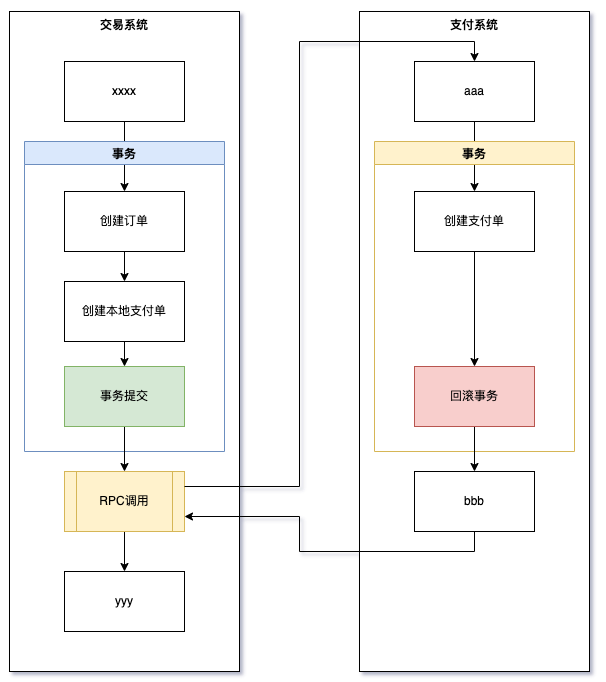 交易系统
xxxx
事务
创建订单
创建本地支付单
事务提交
RPC调用
yyy
支付系统
aaa
事务
创建支付单
回滚事务
bbb